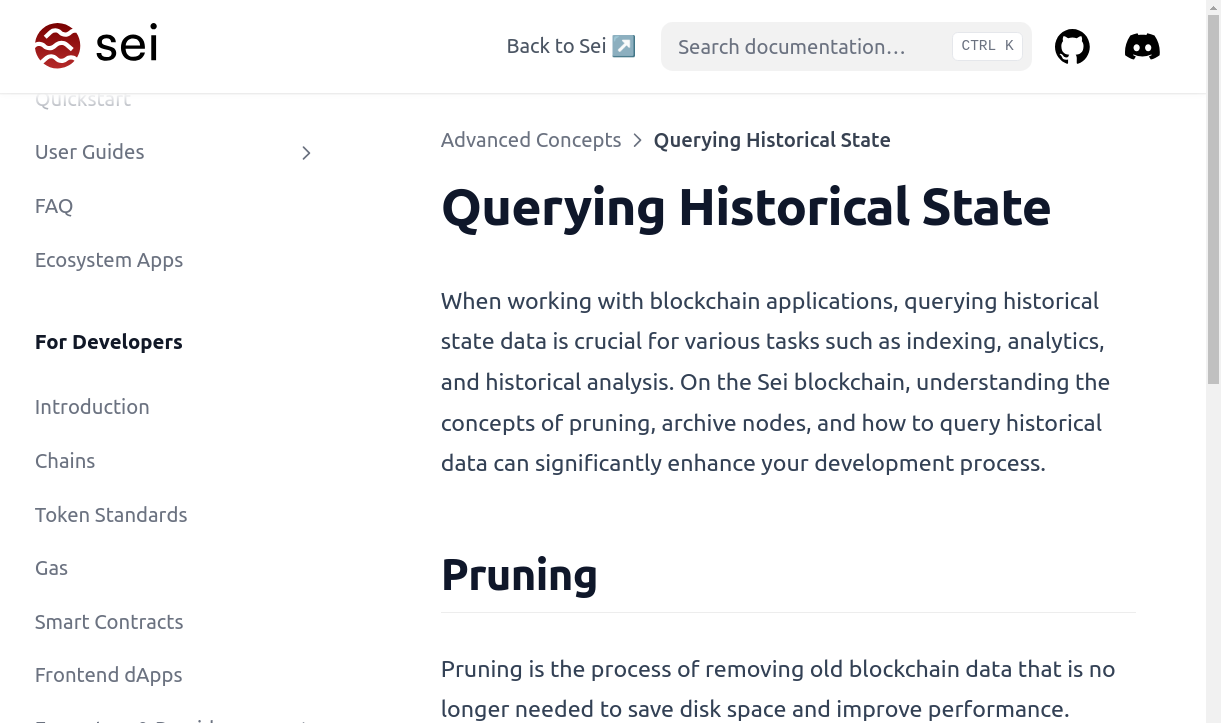 sei
Back to Sei ↗
Search documentation…
CTRL K
Quickstart
User Guides
FAQ
Ecosystem Apps
For Developers
Introduction
Chains
Token Standards
Gas
Smart Contracts
Frontend dApps
Advanced Concepts > Querying Historical State
Querying Historical State
When working with blockchain applications, querying historical
state data is crucial for various tasks such as indexing, analytics,
and historical analysis. On the Sei blockchain, understanding the
concepts of pruning, archive nodes, and how to query historical
data can significantly enhance your development process.
Pruning
Pruning is the process of removing old blockchain data that is no
longer needed to save disk space and improve performance.